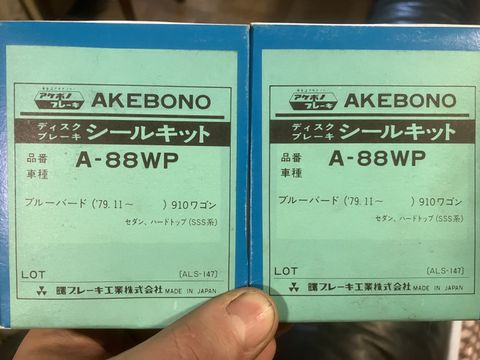 アケボノ
ブレーキ
AKEBONO
ディスク
ブレーキ シールキット
品番 A-88WP
車種
ブルーバード ('79.11～ ) 910ワゴン
セダン、ハードトップ (SSS系)
LOT [ALS-147]
曙ブレーキ工業株式会社 MADE IN JAPAN
アケボノ
ブレーキ
AKEBONO
ディスク
ブレーキ シールキット
品番 A-88WP
車種
ブルーバード ('79.11～ ) 910ワゴン
セダン、ハードトップ (SSS系)
LOT [ALS-147]
曙ブレーキ工業株式会社 MADE IN JAPAN